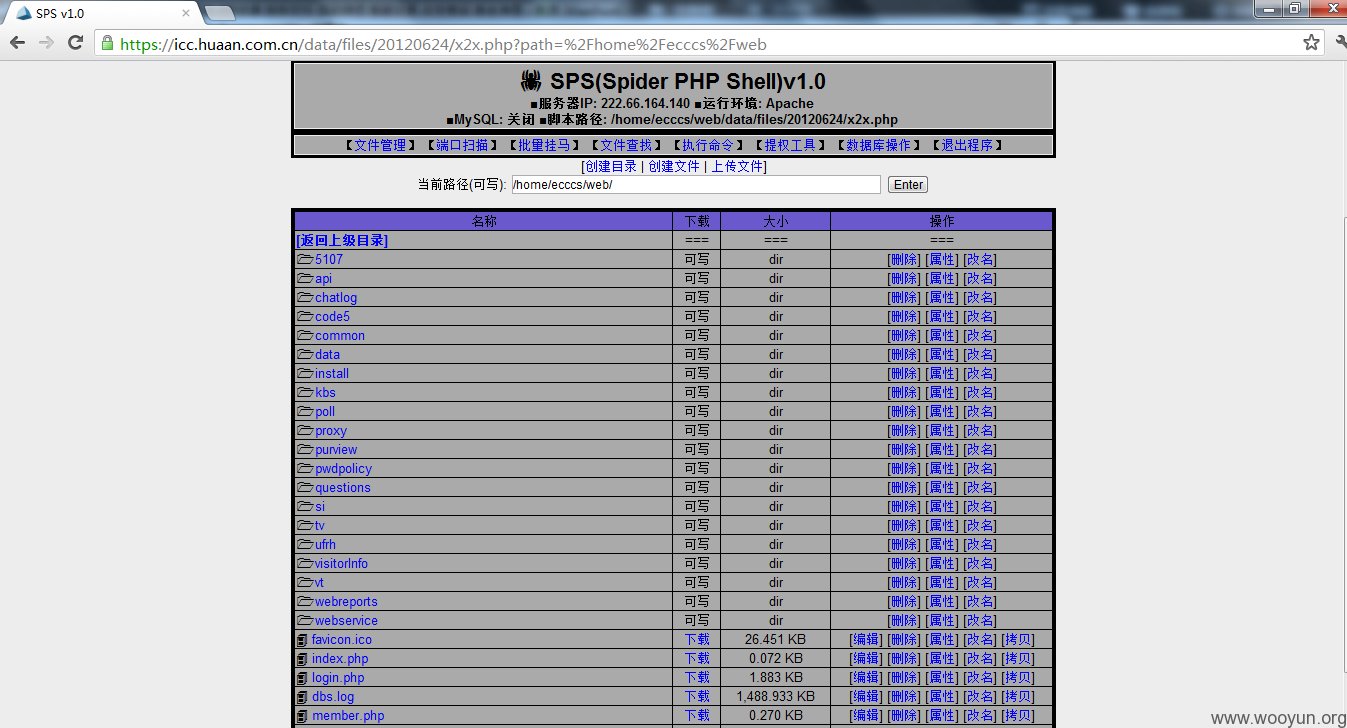 SPS v1.0
https://icc.huaan.com.cn/data/files/20120624/x2x.php?path=%2Fhome%2Fecccs%2Fweb
SPS(Spider PHP Shell)v1.0
■服务器IP: 222.66.164.140 ■运行环境: Apache
■MySQL: 关闭 ■脚本路径: /home/ecccs/web/data/files/20120624/x2x.php
【文件管理】 【端口扫描】 【批量挂马】 【文件查找】 【执行命令】 【提权工具】 【数据库操作】 【退出程序】
[创建目录 | 创建文件 | 上传文件]
当前路径(可写): /home/ecccs/web/ Enter
名称 下载 大小 操作
[返回上级目录] === === ===
5107 可写 dir [删除] [属性] [改名]
api 可写 dir [删除] [属性] [改名]
chatlog 可写 dir [删除] [属性] [改名]
code5 可写 dir [删除] [属性] [改名]
common 可写 dir [删除] [属性] [改名]
data 可写 dir [删除] [属性] [改名]
install 可写 dir [删除] [属性] [改名]
kbs 可写 dir [删除] [属性] [改名]
poll 可写 dir [删除] [属性] [改名]
proxy 可写 dir [删除] [属性] [改名]
purview 可写 dir [删除] [属性] [改名]
pwdpolicy 可写 dir [删除] [属性] [改名]
questions 可写 dir [删除] [属性] [改名]
si 可写 dir [删除] [属性] [改名]
tv 可写 dir [删除] [属性] [改名]
ufrh 可写 dir [删除] [属性] [改名]
visitorInfo 可写 dir [删除] [属性] [改名]
vt 可写 dir [删除] [属性] [改名]
webreports 可写 dir [删除] [属性] [改名]
webservice 可写 dir [删除] [属性] [改名]
favicon.ico 下载 26.451 KB [编辑] [删除] [属性] [改名] [拷贝]
index.php 下载 0.072 KB [编辑] [删除] [属性] [改名] [拷贝]
login.php 下载 1.883 KB [编辑] [删除] [属性] [改名] [拷贝]
dbs.log 下载 1,488.933 KB [编辑] [删除] [属性] [改名] [拷贝]
member.php 下载 0.270 KB [编辑] [删除] [属性] [改名] [拷贝]
www.wooyun.org